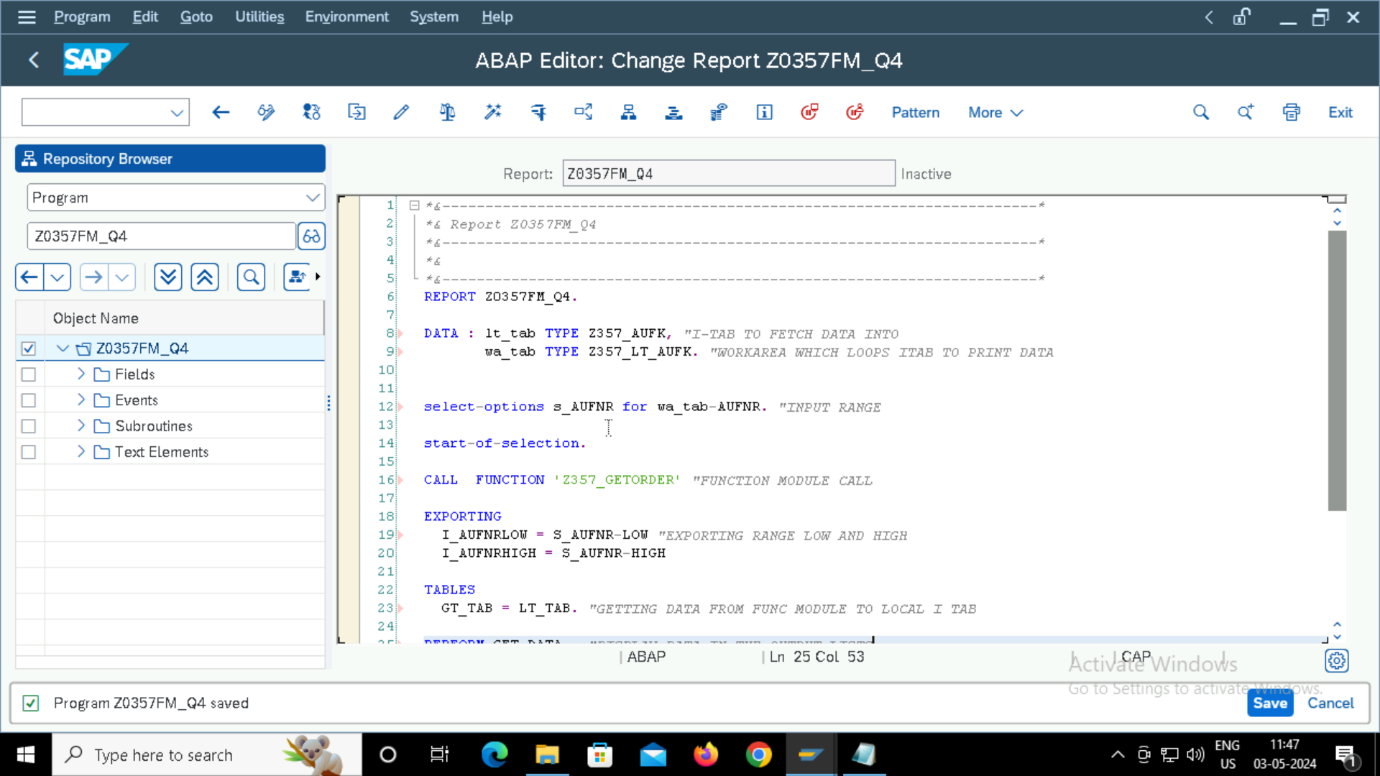 Program Edit Goto Utilities Environment System Help
SAP ABAP Editor: Change Report Z0357FM_Q4
Pattern More Exit
Repository Browser
Program
Z0357FM_Q4
Object Name
Z0357FM_Q4
Fields
Events
Subroutines
Text Elements
Report: Z0357FM_Q4 Inactive
1 *&---------------------------------------------------------------------*
2 *& Report Z0357FM_Q4
3 *&---------------------------------------------------------------------*
4 *&
5 *&---------------------------------------------------------------------*
6 REPORT Z0357FM_Q4.
7
8 DATA : lt_tab TYPE Z357_AUFK, "I-TAB TO FETCH DATA INTO
9 wa_tab TYPE Z357_LT_AUFK. "WORKAREA WHICH LOOPS ITAB TO PRINT DATA
10
11
12 select-options s_AUFNR for wa_tab-AUFNR. "INPUT RANGE
13
14 start-of-selection.
15
16 CALL FUNCTION 'Z357_GETORDER' "FUNCTION MODULE CALL
17
18 EXPORTING
19 I_AUFNRLOW = S_AUFNR-LOW "EXPORTING RANGE LOW AND HIGH
20 I_AUFNRHIGH = S_AUFNR-HIGH
21
22 TABLES
23 GT_TAB = LT_TAB. "GETTING DATA FROM FUNC MODULE TO LOCAL I TAB
24
ABAP Ln 25 Col 53 CAP
Activate Windows
Go to Settings to activate Windows.
Program Z0357FM_Q4 saved
Save Cancel
Type here to search
ENG
US
11:47
03-05-2024
1